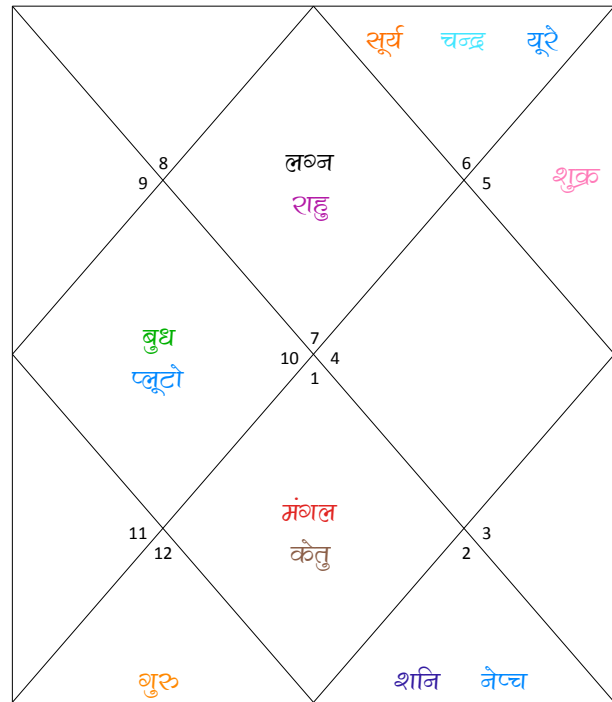 सूर्य चन्द्र यूरे
8
लग्न
6
9
5
शुक्र
राहु
बुध
7
10
4
प्लूटो
1
मंगल
11
3
12
केतु
2
गुरु
शनि
नेप्च